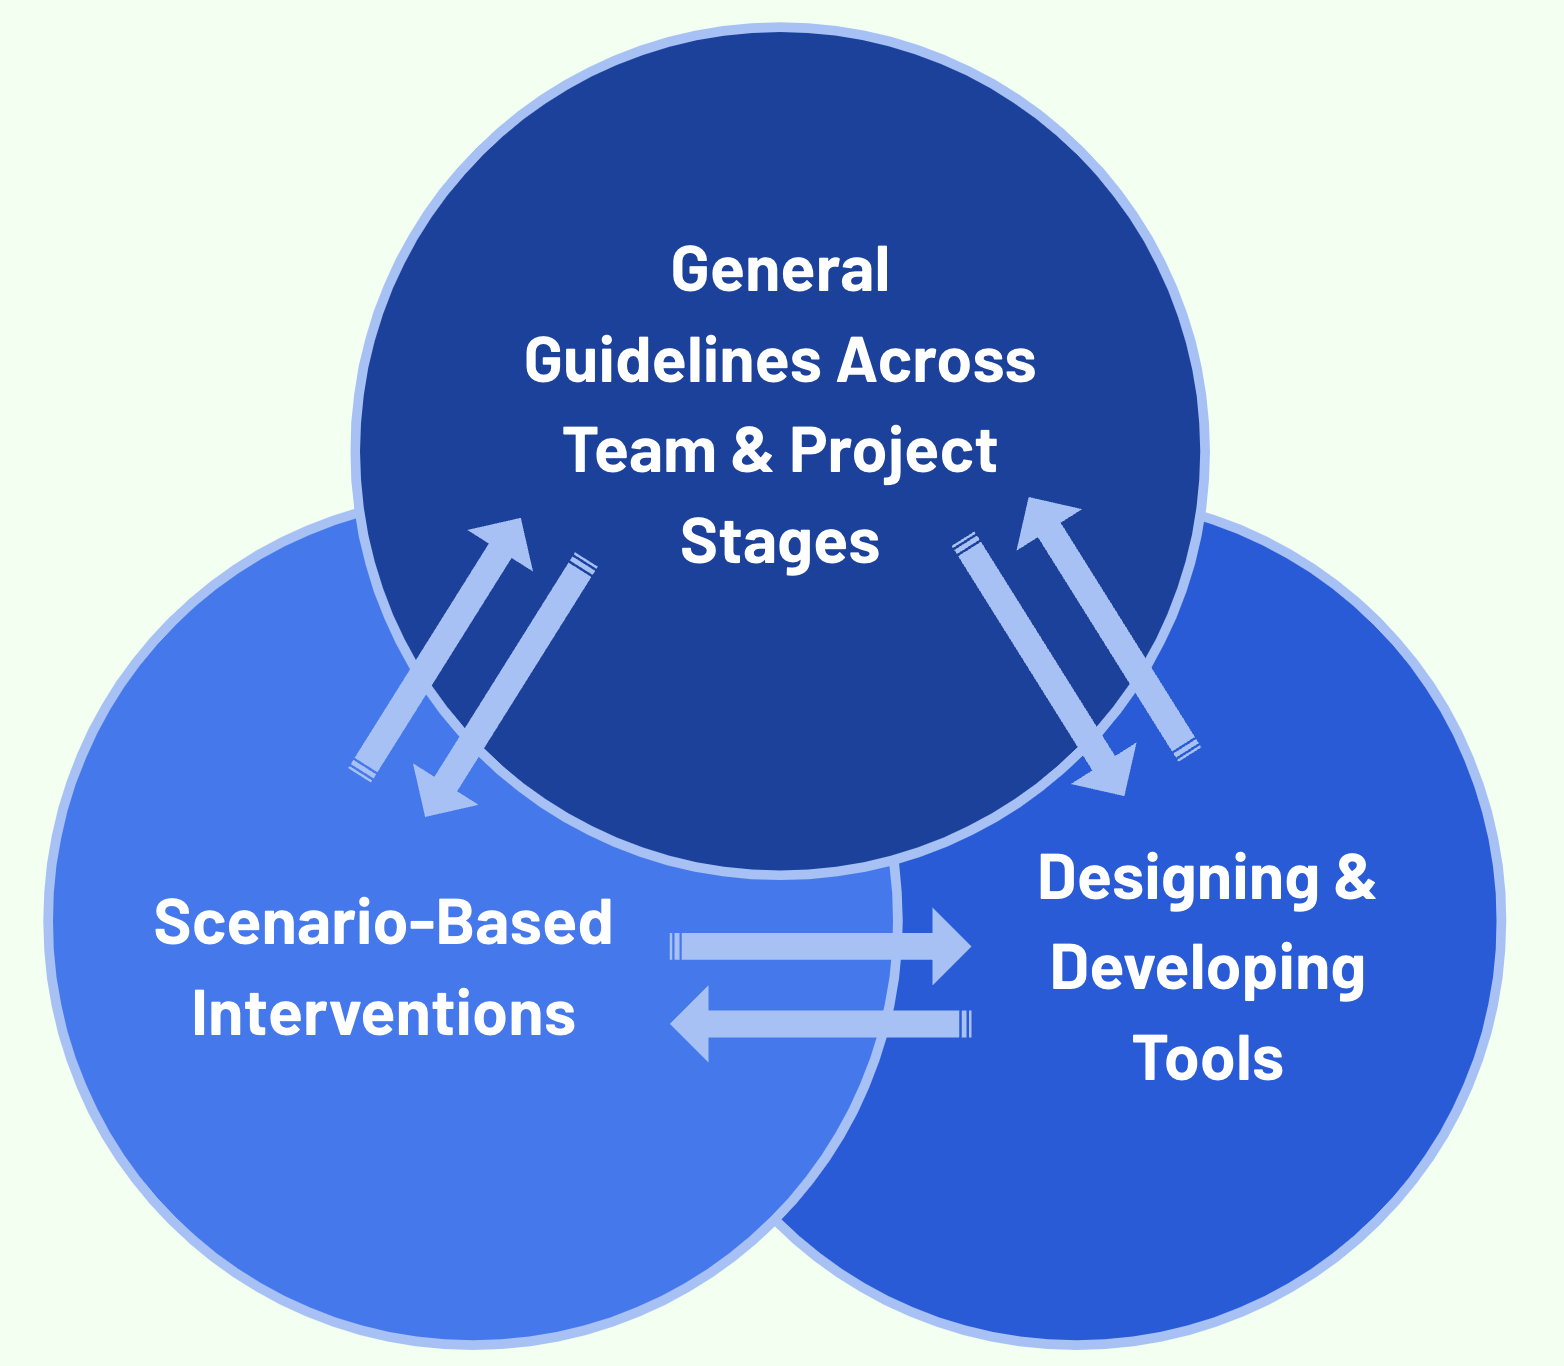 General
Guidelines Across
Team & Project
Stages
Scenario-Based
Interventions
Designing &
Developing
Tools